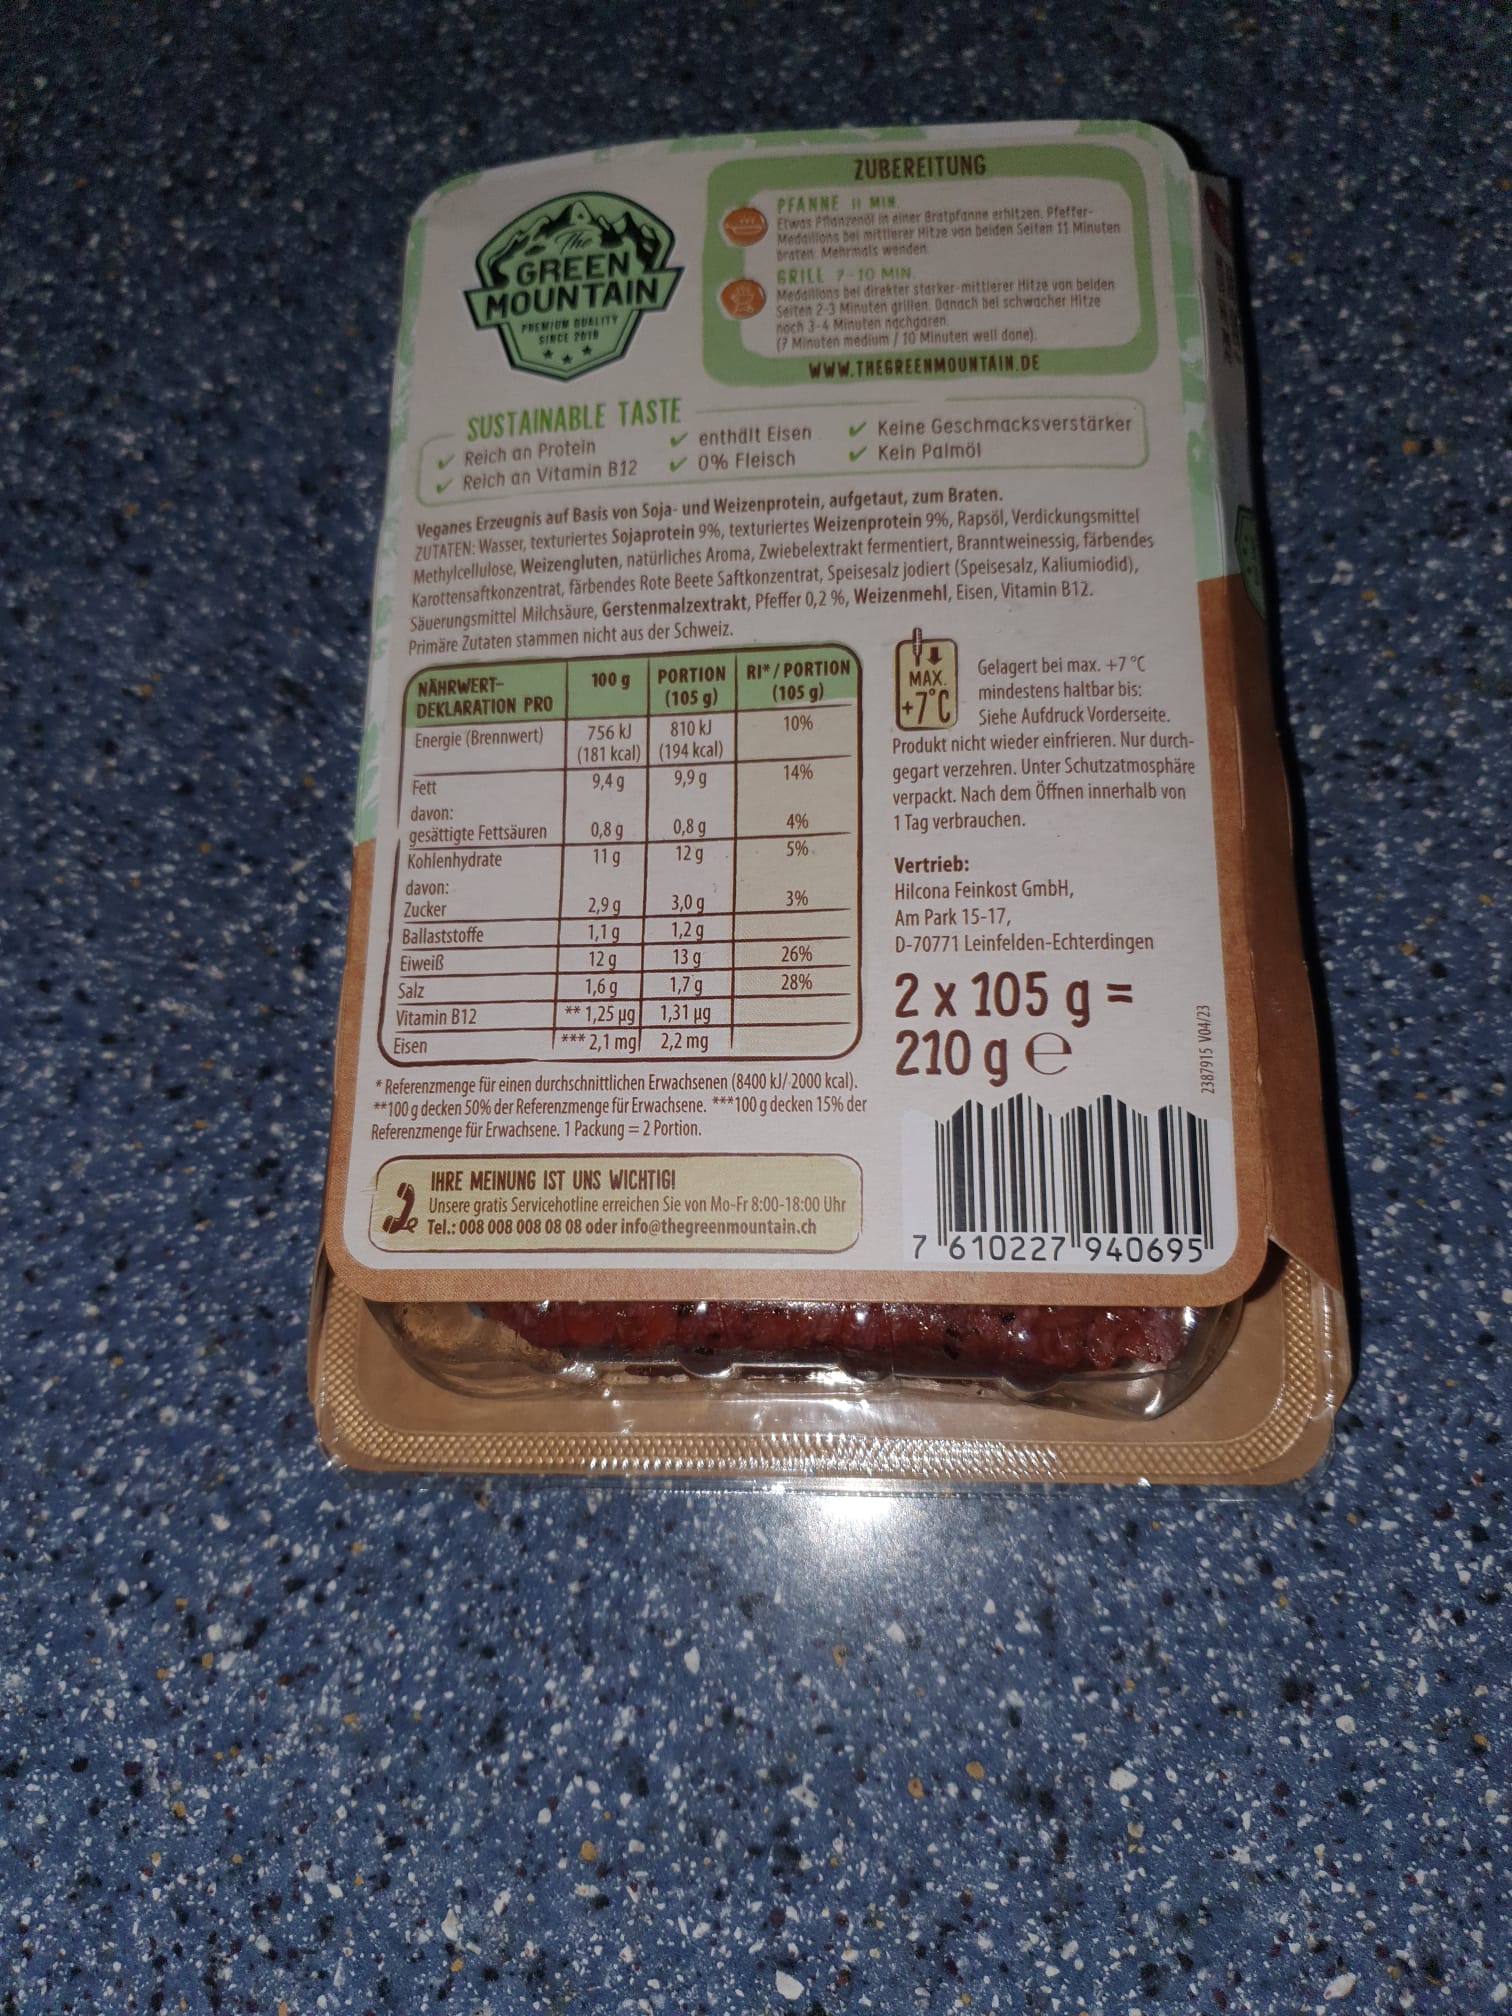 The
GREEN
MOUNTAIN
PREMIUM QUALITY
SINCE 2018
ZUBEREITUNG
PFANNE 11 MIN.
Etwas Pflanzenöl in einer Bratpfanne erhitzen. Pfeffer-
Medaillons bei mittlerer Hitze von beiden Seiten 11 Minuten
braten. Mehrmals wenden.
GRILL 7-10 MIN.
Medaillons bei direkter starker-mittlerer Hitze von beiden
Seiten 2-3 Minuten grillen. Danach bei schwacher Hitze
noch 3-4 Minuten nachgaren.
(7 Minuten medium / 10 Minuten well done).
WWW.THEGREENMOUNTAIN.DE
SUSTAINABLE TASTE
Reich an Protein
Reich an Vitamin B12
enthält Eisen
0% Fleisch
Keine Geschmacksverstärker
Kein Palmöl
Veganes Erzeugnis auf Basis von Soja- und Weizenprotein, aufgetaut, zum Braten.
ZUTATEN: Wasser, texturiertes Sojaprotein 9%, texturiertes Weizenprotein 9%, Rapsöl, Verdickungsmittel
Methylcellulose, Weizengluten, natürliches Aroma, Zwiebelextrakt fermentiert, Branntweinessig, färbendes
Karottensaftkonzentrat, färbendes Rote Beete Saftkonzentrat, Speisesalz jodiert (Speisesalz, Kaliumiodid),
Säuerungsmittel Milchsäure, Gerstenmalzextrakt, Pfeffer 0,2 %, Weizenmehl, Eisen, Vitamin B12.
Primäre Zutaten stammen nicht aus der Schweiz.
NÄHRWERT- 100 g PORTION RI* / PORTION
DEKLARATION PRO (105 g) (105 g)
Energie (Brennwert) 756 kJ 810 kJ 10%
(181 kcal) (194 kcal)
Fett 9,4 g 9,9 g 14%
davon:
gesättigte Fettsäuren 0,8 g 0,8 g 4%
Kohlenhydrate 11 g 12 g 5%
davon:
Zucker 2,9 g 3,0 g 3%
Ballaststoffe 1,1 g 1,2 g
Eiweiß 12 g 13 g 26%
Salz 1,6 g 1,7 g 28%
Vitamin B12 ** 1,25 µg 1,31 µg
Eisen *** 2,1 mg 2,2 mg
* Referenzmenge für einen durchschnittlichen Erwachsenen (8400 kJ/ 2000 kcal).
**100 g decken 50% der Referenzmenge für Erwachsene. ***100 g decken 15% der
Referenzmenge für Erwachsene. 1 Packung = 2 Portion.
IHRE MEINUNG IST UNS WICHTIG!
Unsere gratis Servicehotline erreichen Sie von Mo-Fr 8:00-18:00 Uhr
Tel.: 008 008 008 08 08 oder info@thegreenmountain.ch
MAX.
+7°C
Gelagert bei max. +7 °C
mindestens haltbar bis:
Siehe Aufdruck Vorderseite.
Produkt nicht wieder einfrieren. Nur durch-
gegart verzehren. Unter Schutzatmosphäre
verpackt. Nach dem Öffnen innerhalb von
1 Tag verbrauchen.
Vertrieb:
Hilcona Feinkost GmbH,
Am Park 15-17,
D-70771 Leinfelden-Echterdingen
2 x 105 g =
210 g e
2387915 V04/23
7 610227 940695